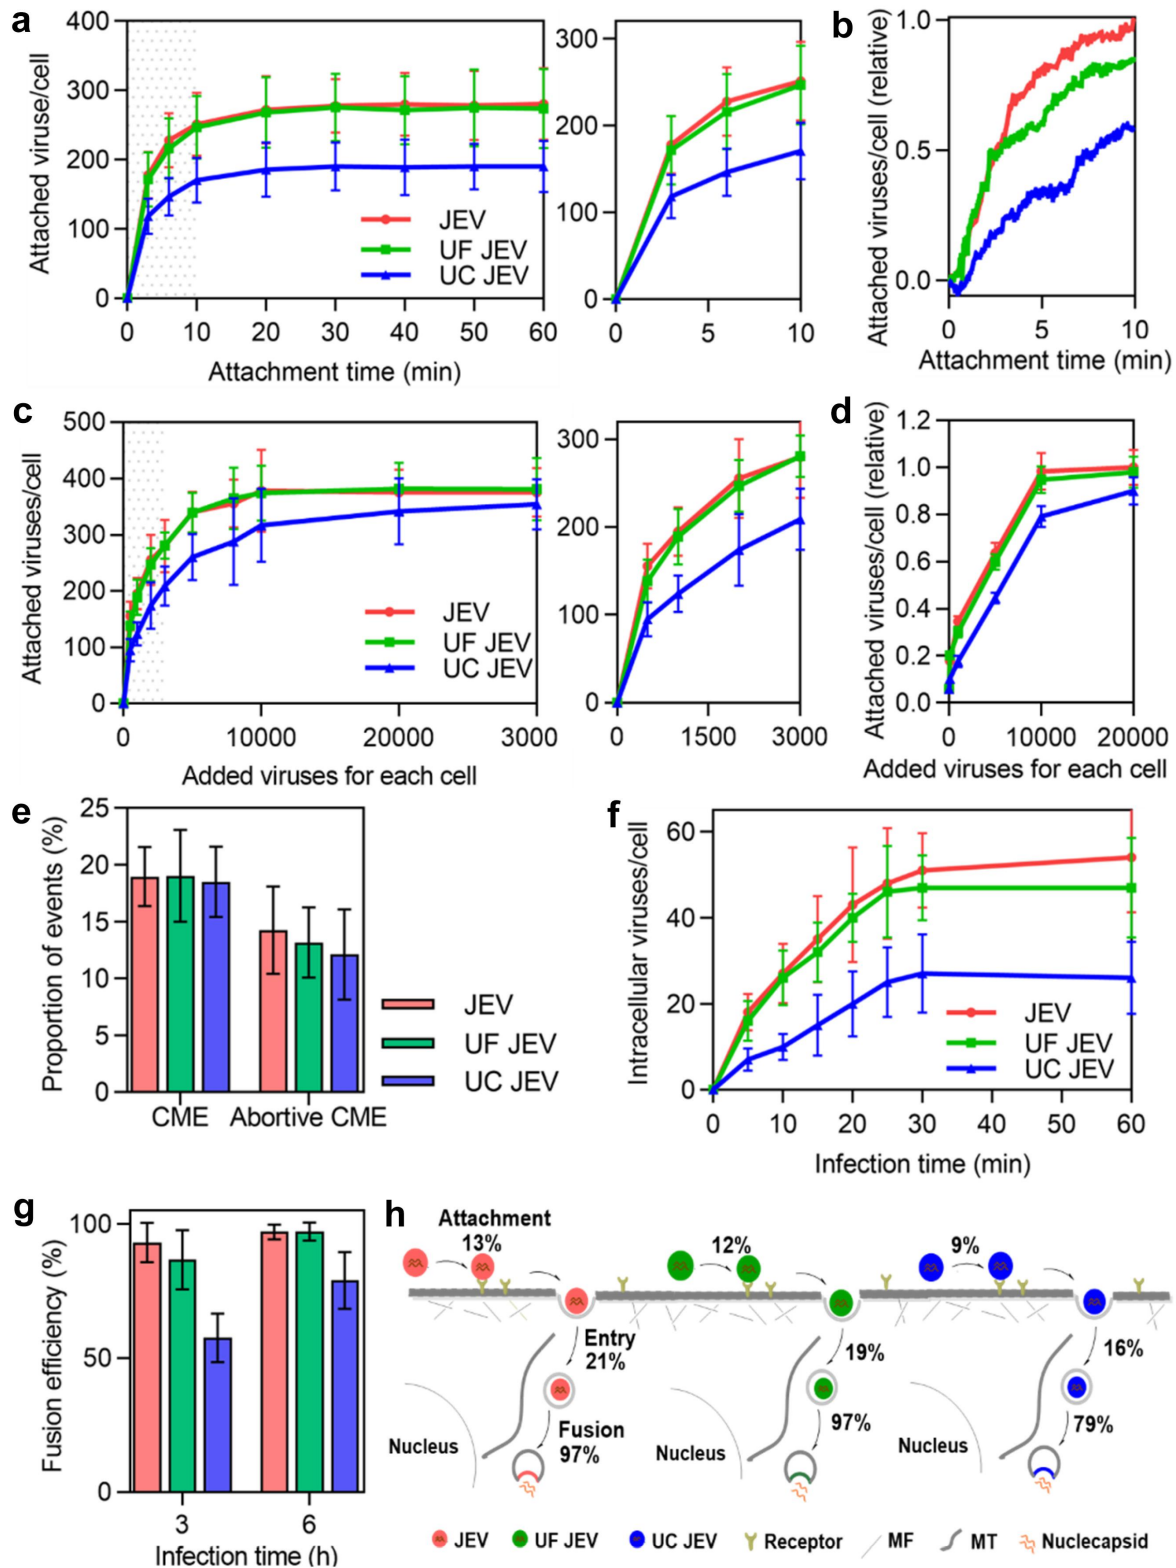 a
Attached virus/cell
400
300
200
100
0
JEV
UF JEV
UC JEV
0 10 20 30 40 50 60
Attachment time (min)
300
200
100
0
0 5 10
b
Attached viruses/cell (relative)
1.0
0.5
0.0
0 5 10
Attachment time (min)
c
Attached viruses/cell
500
400
300
200
100
0
JEV
UF JEV
UC JEV
0 10000 20000 3000
Added viruses for each cell
300
200
100
0
0 1500 3000
d
Attached viruses/cell (relative)
1.2
1.0
0.8
0.6
0.4
0.2
0.0
0 10000 20000
Added viruses for each cell
e
Proportion of events (%)
25
20
15
10
5
0
CME Abortive CME
JEV
UF JEV
UC JEV
f
Intracellular viruses/cell
60
40
20
0
JEV
UF JEV
UC JEV
0 10 20 30 40 50 60
Infection time (min)
g
Fusion efficiency (%)
100
50
0
3 6
Infection time (h)
h
Attachment
13% 12% 9%
Entry
21% 19% 16%
Fusion
97% 97% 79%
Nucleus Nucleus Nucleus
JEV UF JEV UC JEV Receptor MF MT Nuclecapsid